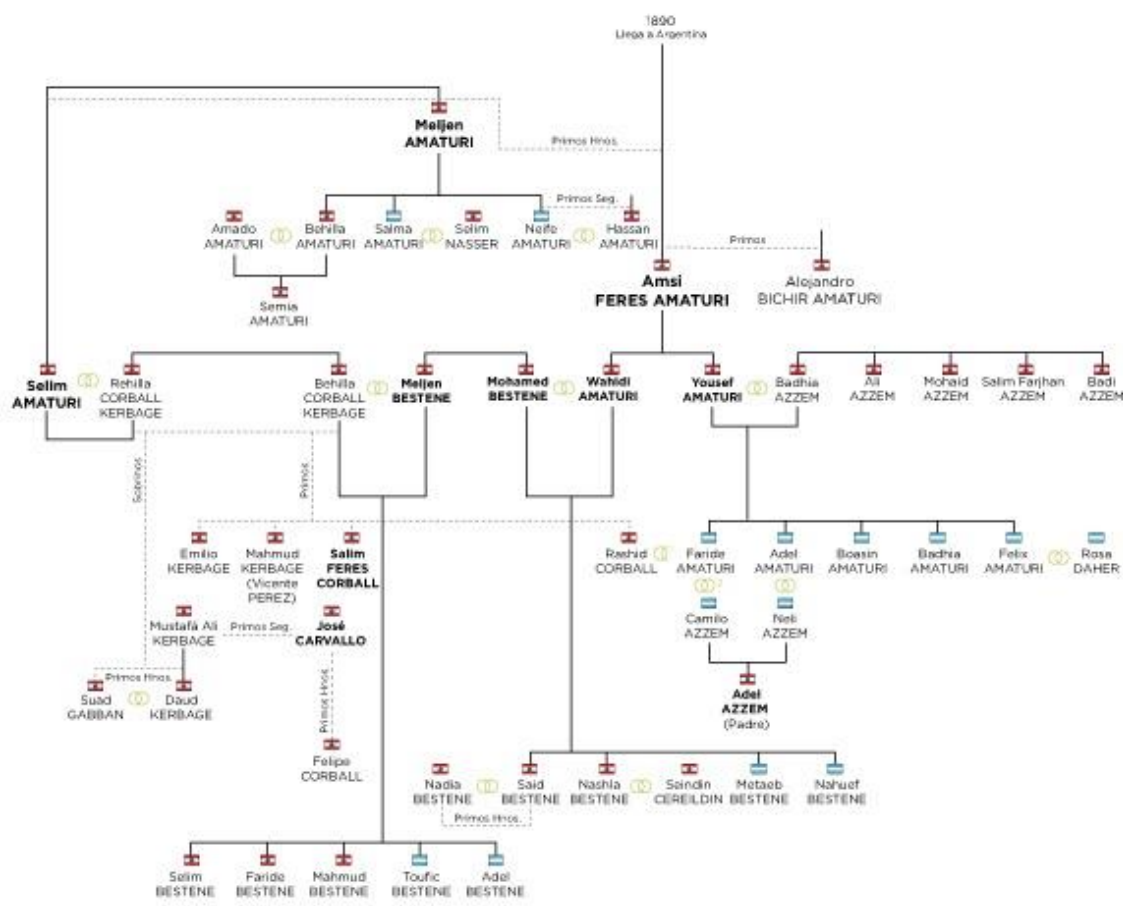 1890
Llega a Argentina
Meljen
AMATURI
Primos Hnos.
Primos Seg.
Amado
AMATURI
Behilla
AMATURI
Salma
AMATURI
Selim
NASSER
Neife
AMATURI
Hassan
AMATURI
Primos
Semia
AMATURI
Amsi
FERES AMATURI
Alejandro
BICHIR AMATURI
Selim
AMATURI
Rehilla
CORBALL
KERBAGE
Behilla
CORBALL
KERBAGE
Meljen
BESTENE
Mohamed
BESTENE
Wahidi
AMATURI
Yousef
AMATURI
Badhia
AZZEM
Ali
AZZEM
Mohaid
AZZEM
Salim Farjhan
AZZEM
Badi
AZZEM
Sobrinos
Primos
Emilio
KERBAGE
Mahmud
KERBAGE
(Vicente
PEREZ)
Salim
FERES
CORBALL
Rashid
CORBALL
Faride
AMATURI
Adel
AMATURI
Boasin
AMATURI
Badhia
AMATURI
Felix
AMATURI
Rosa
DAHER
Mustafá Ali
KERBAGE
Primos Seg.
José
CARVALLO
Camilo
AZZEM
Neli
AZZEM
Primos Hnos.
Suad
GABBAN
Daud
KERBAGE
Primos Hnos.
Adel
AZZEM
(Padre)
Felipe
CORBALL
Nadia
BESTENE
Said
BESTENE
Nashla
BESTENE
Seindin
CEREILDIN
Metaeb
BESTENE
Nahuef
BESTENE
Primos Hnos.
Selim
BESTENE
Faride
BESTENE
Mahmud
BESTENE
Toufic
BESTENE
Adel
BESTENE